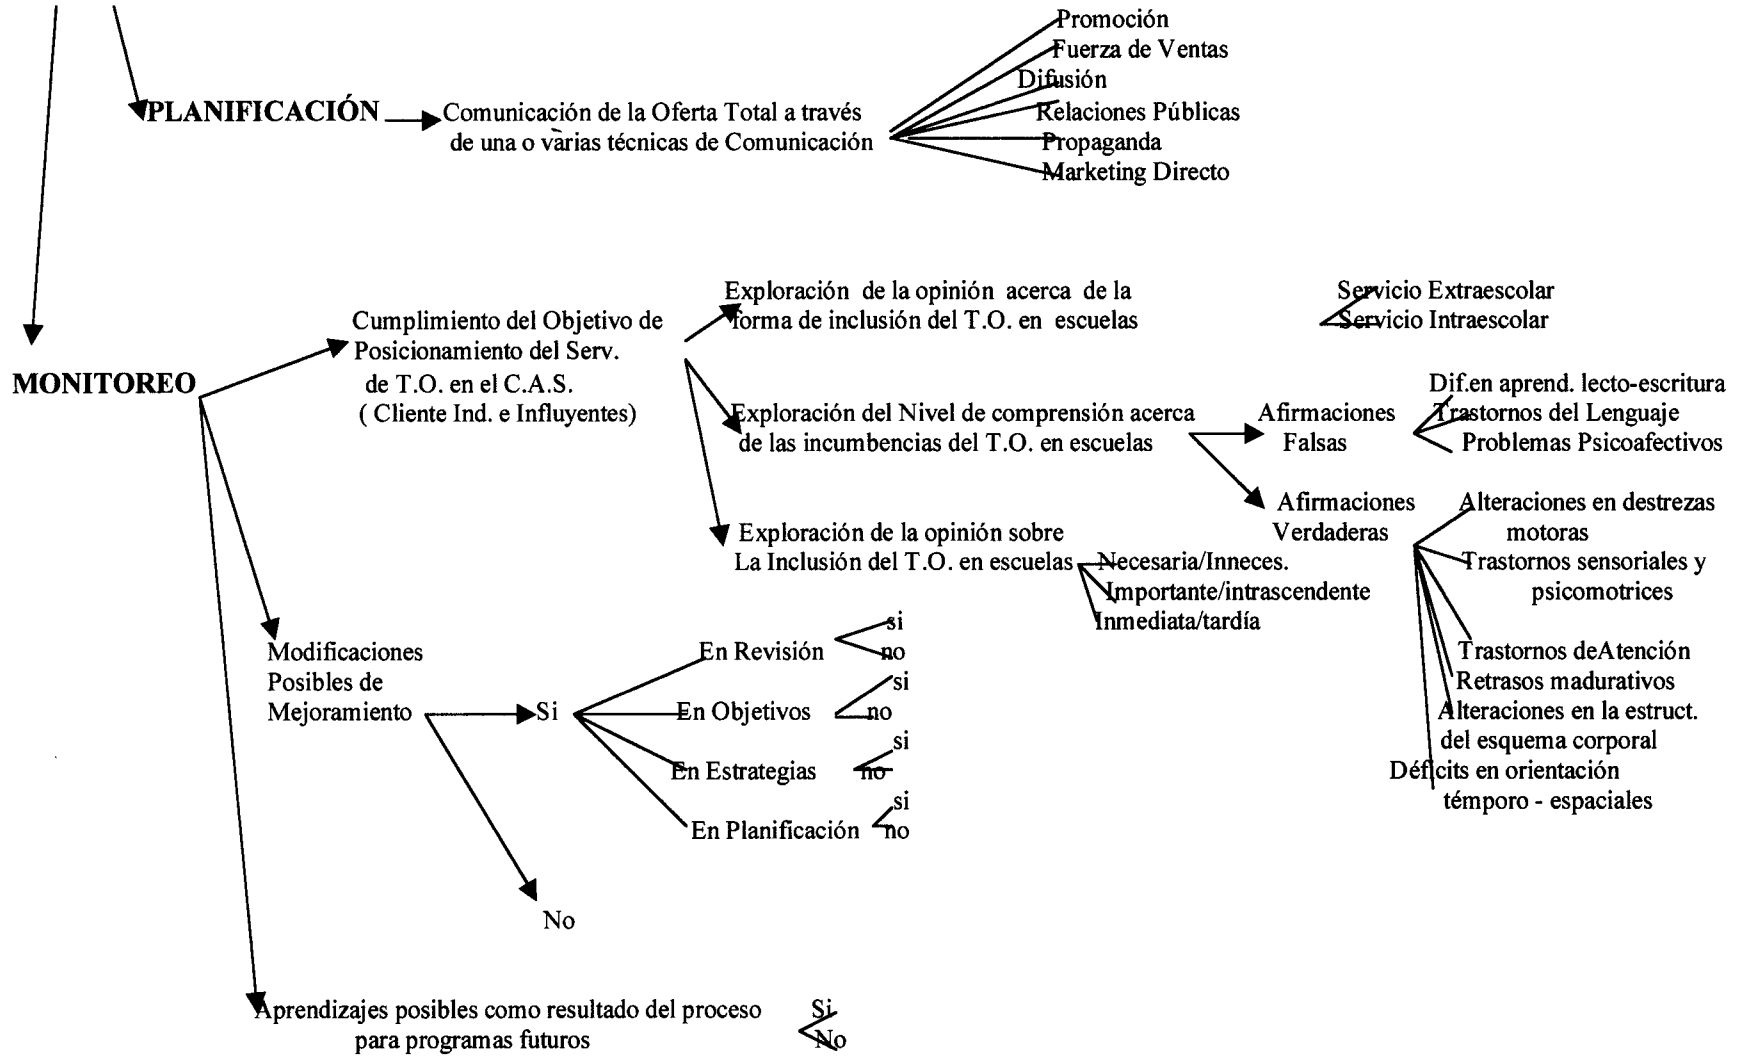 Promoción
Fuerza de Ventas
Difusión
PLANIFICACIÓN
Comunicación de la Oferta Total a través
de una o varias técnicas de Comunicación
Relaciones Públicas
Propaganda
Marketing Directo
MONITOREO
Cumplimiento del Objetivo de
Posicionamiento del Serv.
de T.O. en el C.A.S.
( Cliente Ind. e Influyentes)
Exploración de la opinión acerca de la
forma de inclusión del T.O. en escuelas
Servicio Extraescolar
Servicio Intraescolar
Exploración del Nivel de comprensión acerca
de las incumbencias del T.O. en escuelas
Afirmaciones
Falsas
Dif.en aprend. lecto-escritura
Trastornos del Lenguaje
Problemas Psicoafectivos
Afirmaciones
Verdaderas
Alteraciones en destrezas
motoras
Trastornos sensoriales y
psicomotrices
Trastornos deAtención
Retrasos madurativos
Alteraciones en la estruct.
del esquema corporal
Déficits en orientación
témporo - espaciales
Exploración de la opinión sobre
La Inclusión del T.O. en escuelas
Necesaria/Inneces.
Importante/intrascendente
Inmediata/tardía
Modificaciones
Posibles de
Mejoramiento
Si
En Revisión
si
no
En Objetivos
si
no
En Estrategias
si
no
En Planificación
si
no
No
Aprendizajes posibles como resultado del proceso
para programas futuros
Si
No